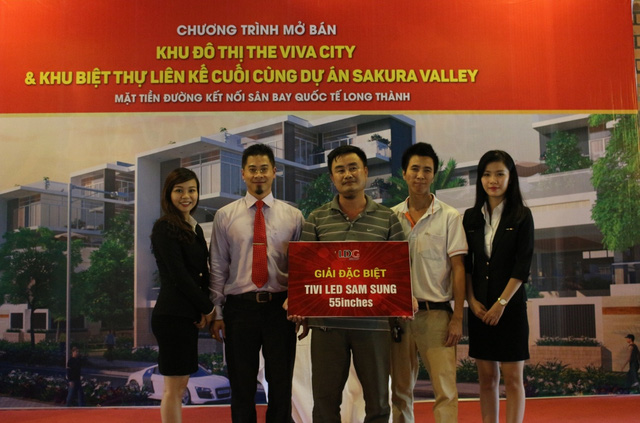 CHƯƠNG TRÌNH MỞ BÁN
KHU ĐÔ THỊ THE VIVA CITY
& KHU BIỆT THỰ LIÊN KẾ CUỐI CÙNG DỰ ÁN SAKURA VALLEY
MẶT TIỀN ĐƯỜNG KẾT NỐI SÂN BAY QUỐC TẾ LONG THÀNH
LDG
GIẢI ĐẶC BIỆT
TIVI LED SAM SUNG
55inches